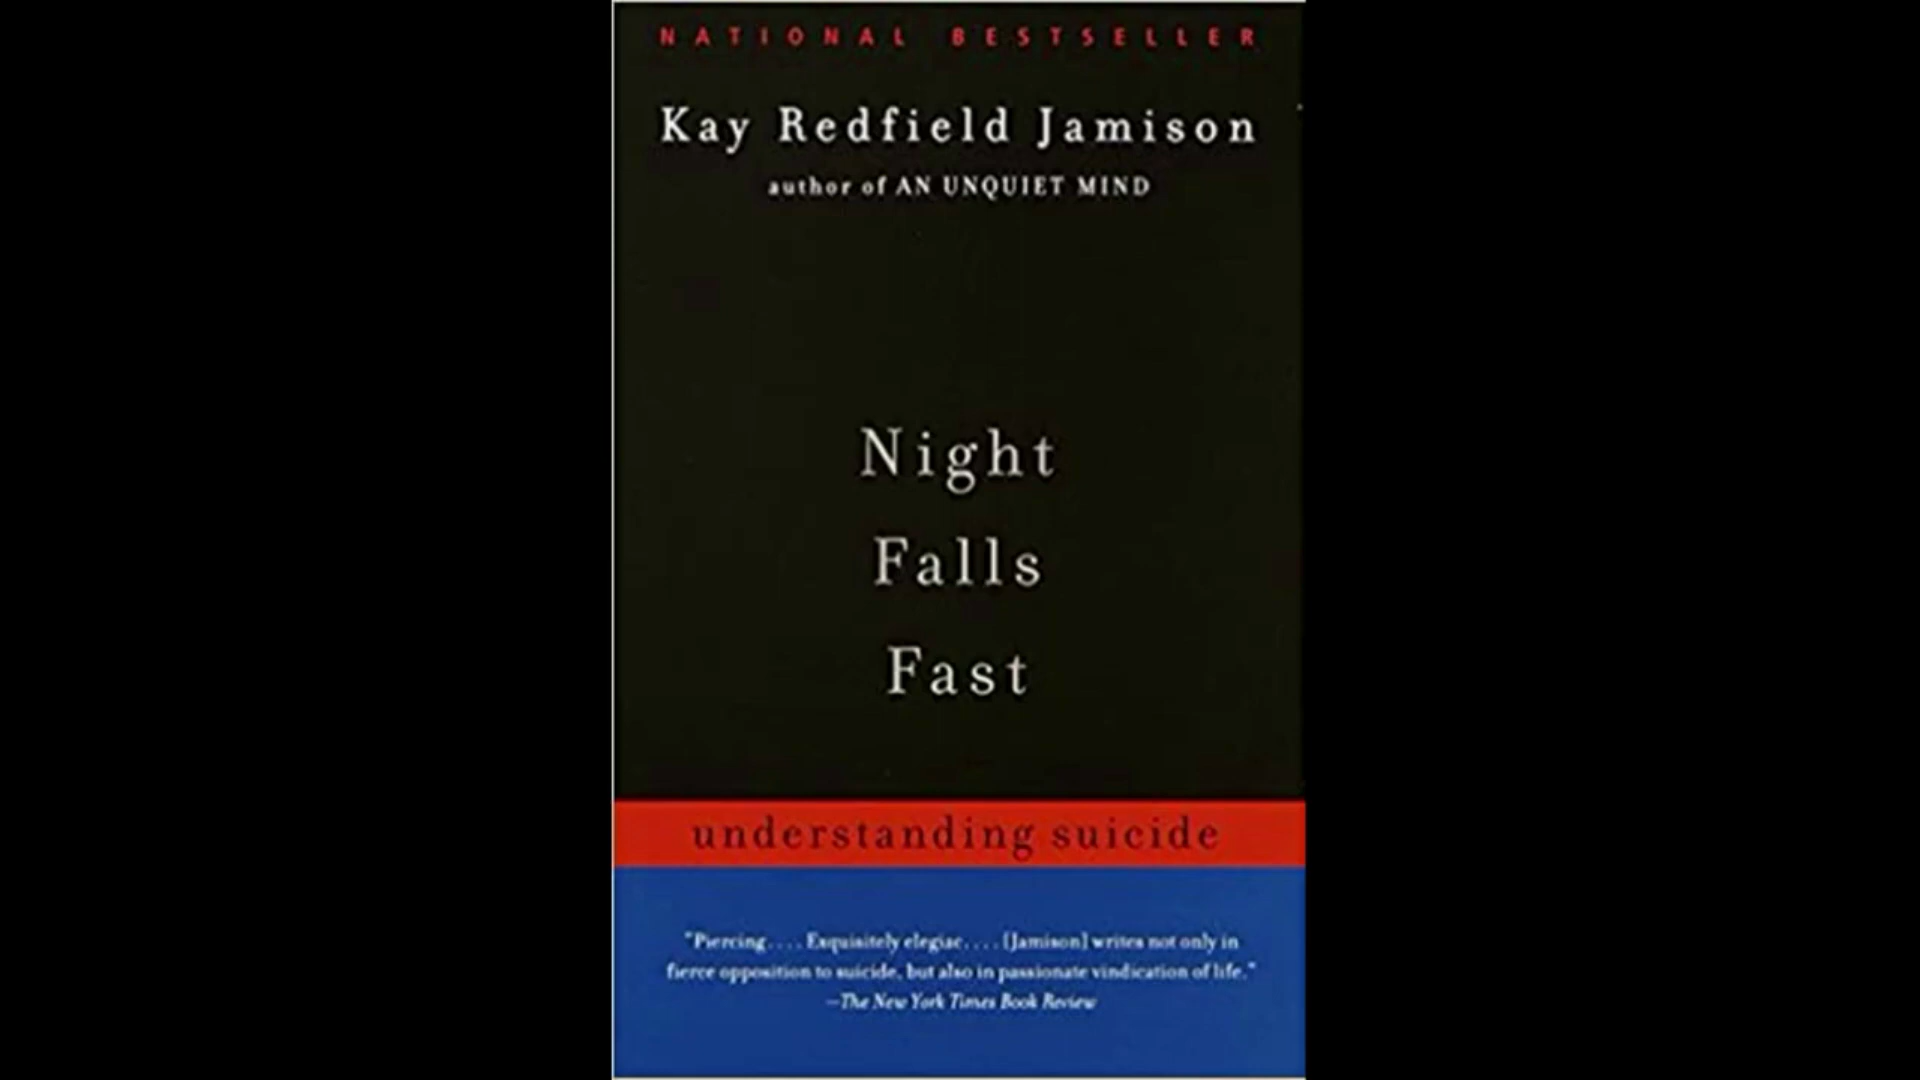 NATIONAL BESTSELLER
Kay Redfield Jamison
author of AN UNQUIET MIND
Night
Falls
Fast
understanding suicide
"Piercing.... Exquisitely elegiac.... [Jamison] writes not only in
fierce opposition to suicide, but also in passionate vindication of life."
—The New York Times Book Review